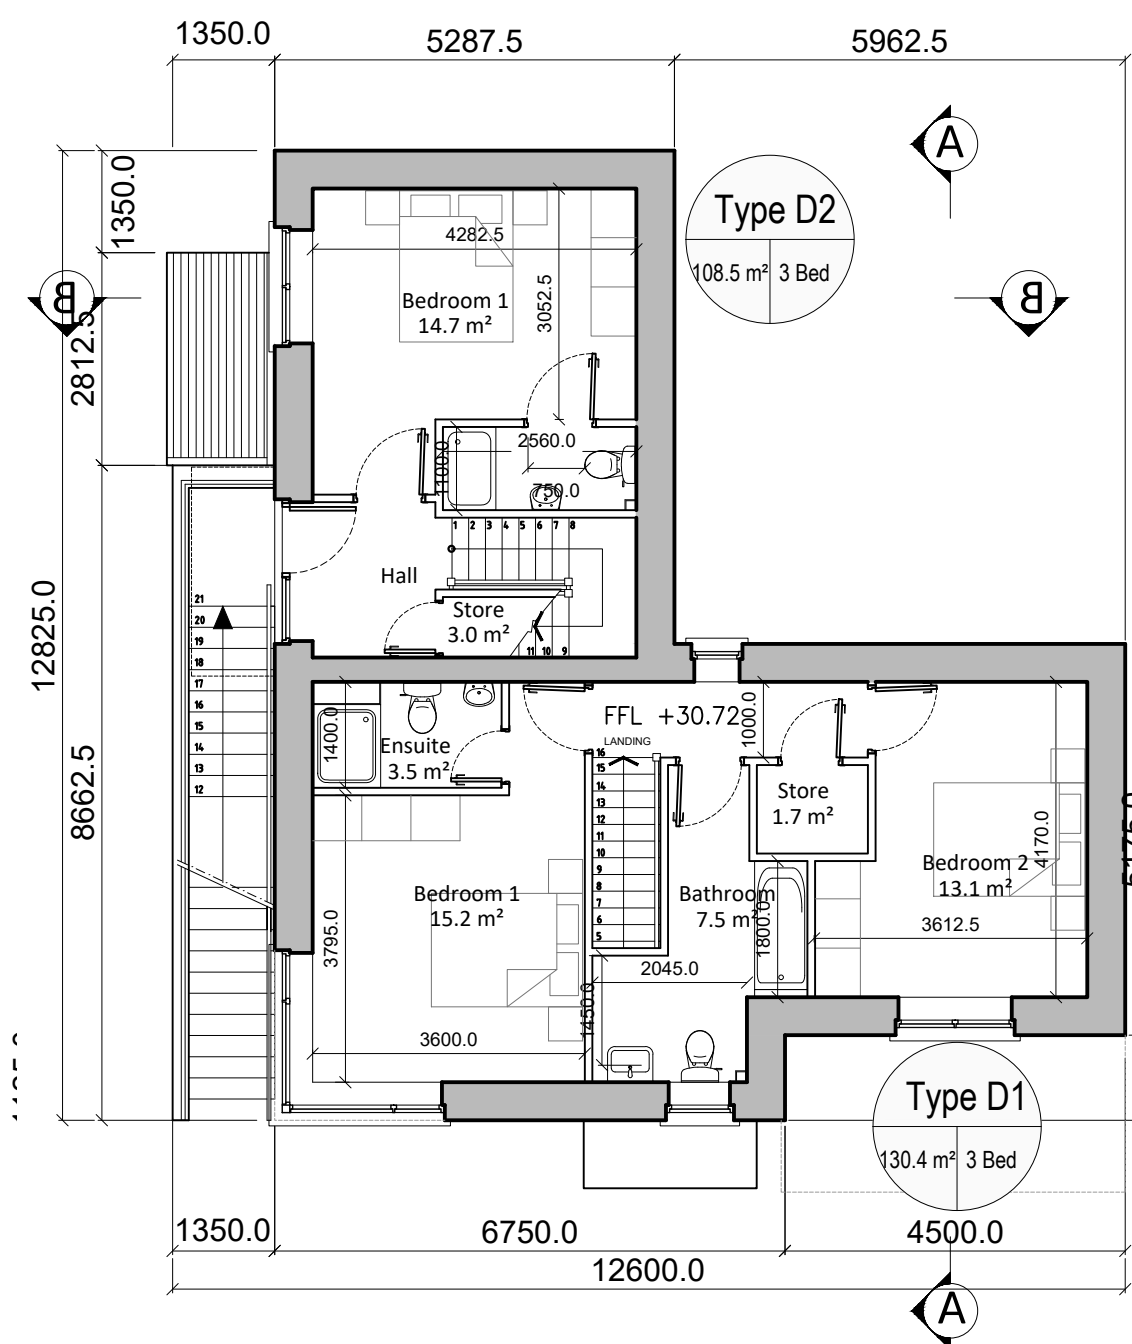 1350.0
5287.5
5962.5
A
1350.0
Type D2
108.5 m²
3 Bed
4282.5
3052.5
Bedroom 1
14.7 m²
B
B
2812.5
2560.0
750.0
1 2 3 4 5 6 7 8
Hall
Store
3.0 m²
11 10 9
12825.0
21
20
19
18
17
16
15
14
13
12
FFL +30.72
LANDING
1000.0
1400.0
Ensuite
3.5 m²
16
15
14
13
12
11
10
9
8
7
6
5
Store
1.7 m²
8662.5
4170.0
Bedroom 2
13.1 m²
3612.5
Bedroom 1
15.2 m²
Bathroom
7.5 m²
1800.0
3795.0
2045.0
1450.0
3600.0
Type D1
130.4 m²
3 Bed
1350.0
6750.0
4500.0
12600.0
A